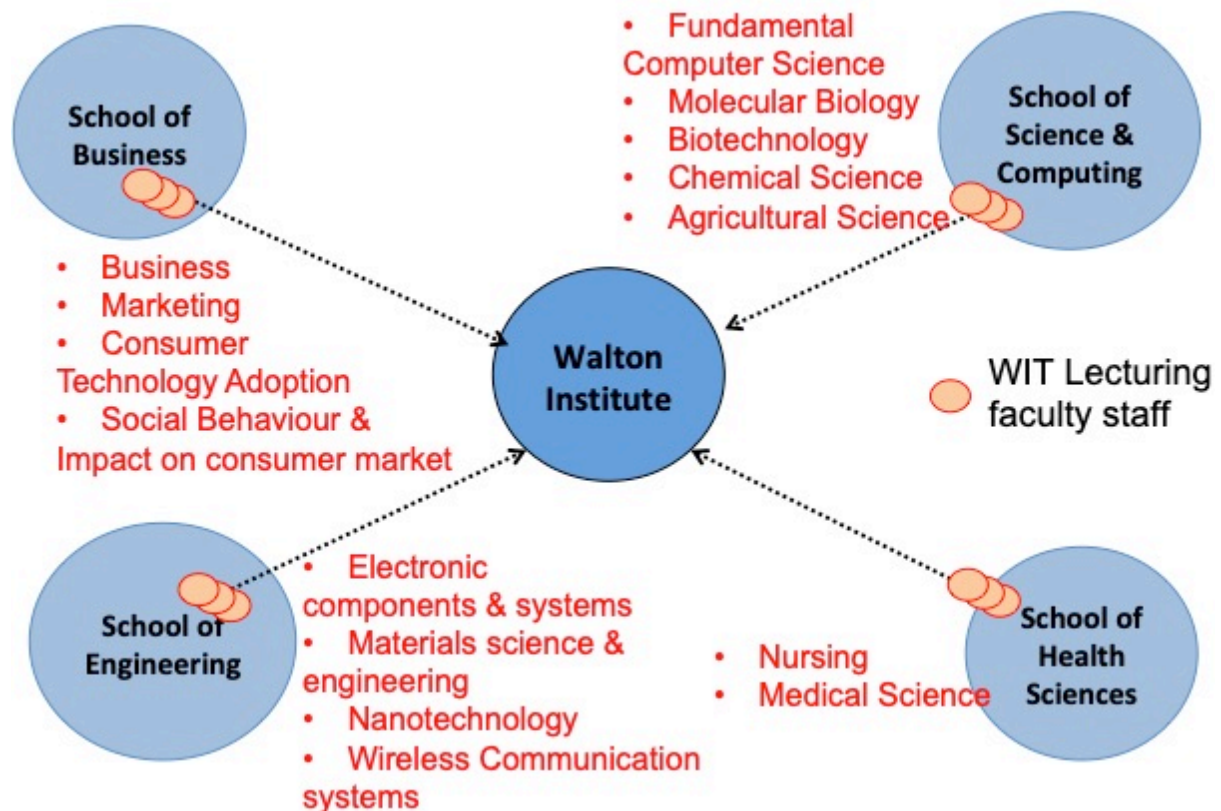 School of
Business
• Business
• Marketing
• Consumer
Technology Adoption
• Social Behaviour &
Impact on consumer market
• Fundamental
Computer Science
• Molecular Biology
• Biotechnology
• Chemical Science
• Agricultural Science
School of
Science &
Computing
Walton
Institute
WIT Lecturing
faculty staff
School of
Engineering
• Electronic
components & systems
• Materials science &
engineering
• Nanotechnology
• Wireless Communication
systems
• Nursing
• Medical Science
School of
Health
Sciences